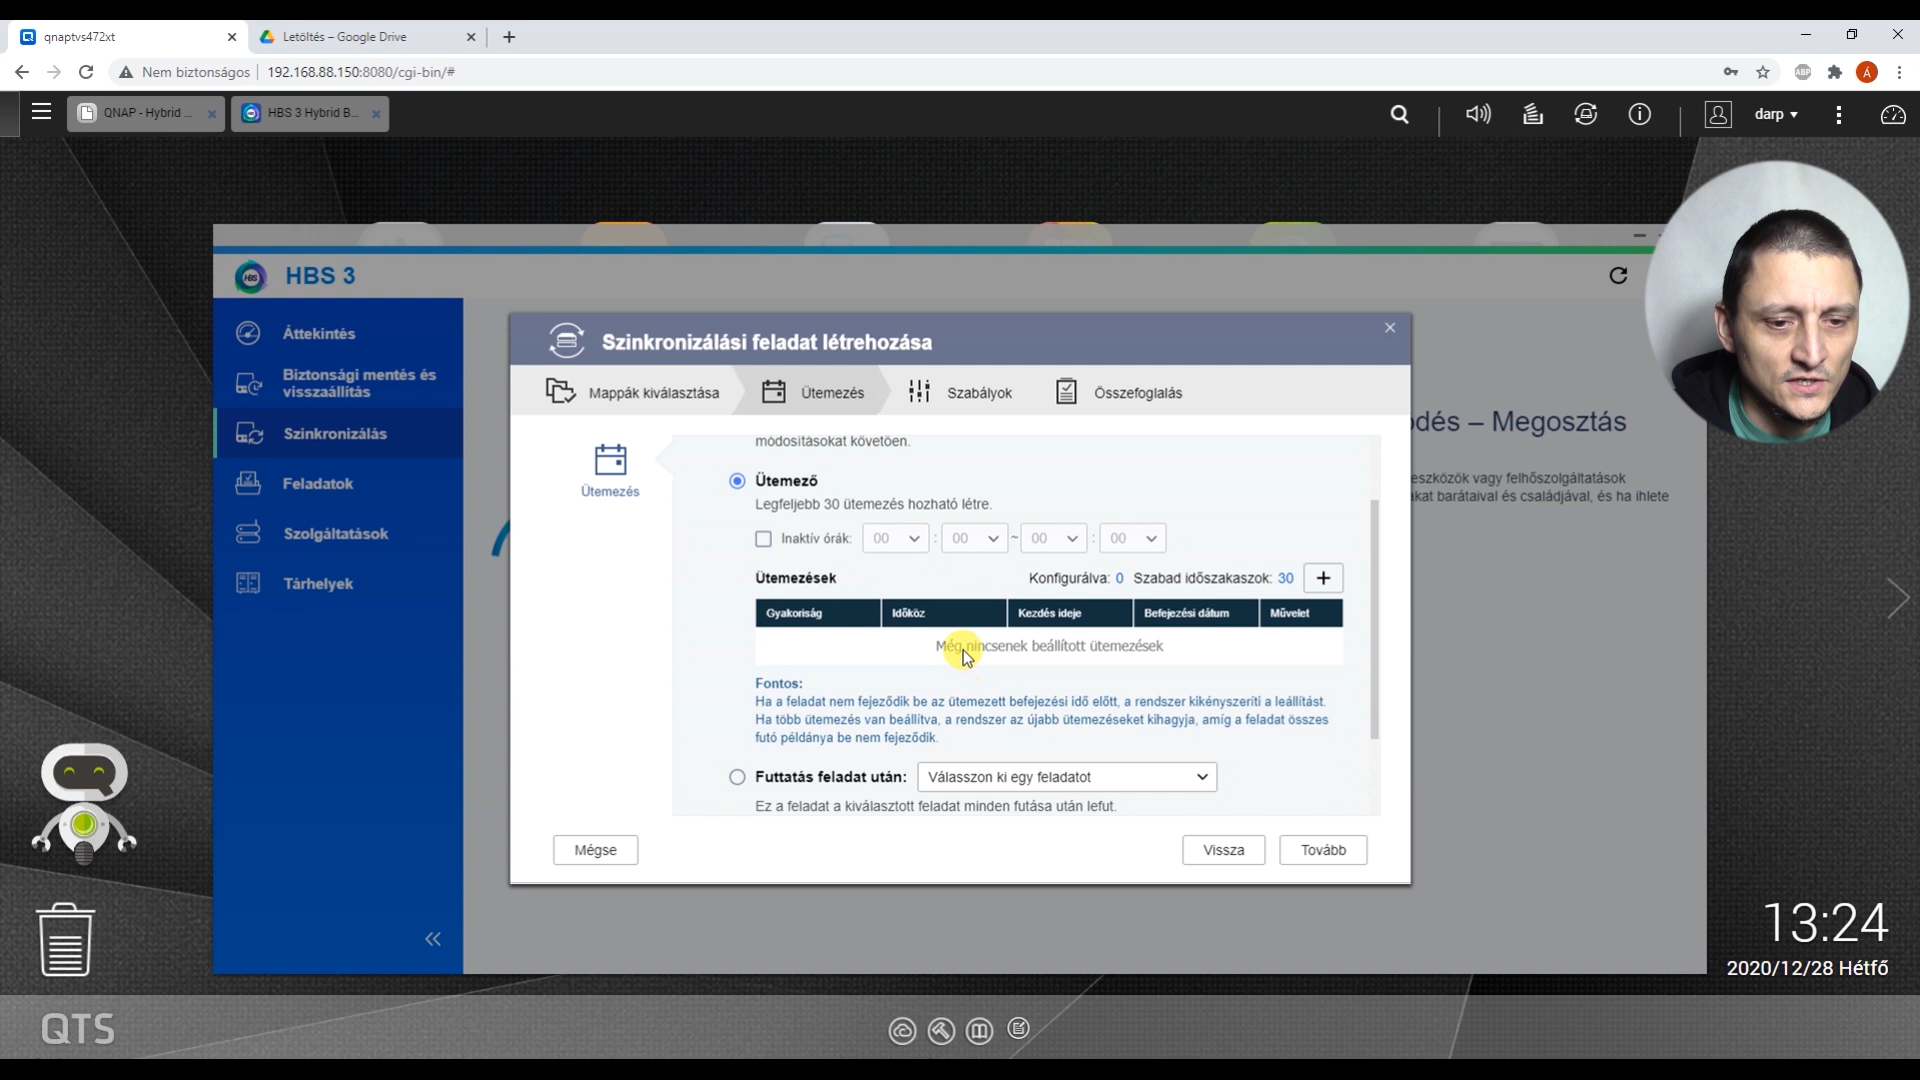 qnaptvs472xt
Letöltés – Google Drive
Nem biztonságos
192.168.88.150:8080/cgi-bin/#
ABP
Á
QNAP - Hybrid ...
HBS 3 Hybrid B...
darp
HBS
HBS 3
Áttekintés
Biztonsági mentés és
visszaállítás
Szinkronizálás
Feladatok
Szolgáltatások
Tárhelyek
Szinkronizálási feladat létrehozása
Mappák kiválasztása
Ütemezés
Szabályok
Összefoglalás
Ütemezés
módosításokat követően.
Ütemező
Legfeljebb 30 ütemezés hozható létre.
Inaktív órák: 00 : 00 ~ 00 : 00
Ütemezések
Konfigurálva: 0 Szabad időszakaszok: 30 +
Gyakoriság Időköz Kezdés ideje Befejezési dátum Művelet
Még nincsenek beállított ütemezések
Fontos:
Ha a feladat nem fejeződik be az ütemezett befejezési idő előtt, a rendszer kikényszeríti a leállítást.
Ha több ütemezés van beállítva, a rendszer az újabb ütemezéseket kihagyja, amíg a feladat összes
futó példánya be nem fejeződik.
Futtatás feladat után: Válasszon ki egy feladatot
Ez a feladat a kiválasztott feladat minden futása után lefut.
Mégse
Vissza
Tovább
ödés – Megosztás
eszközök vagy felhőszolgáltatások
akat barátaival és családjával, és ha ihlete
13:24
2020/12/28 Hétfő
QTS